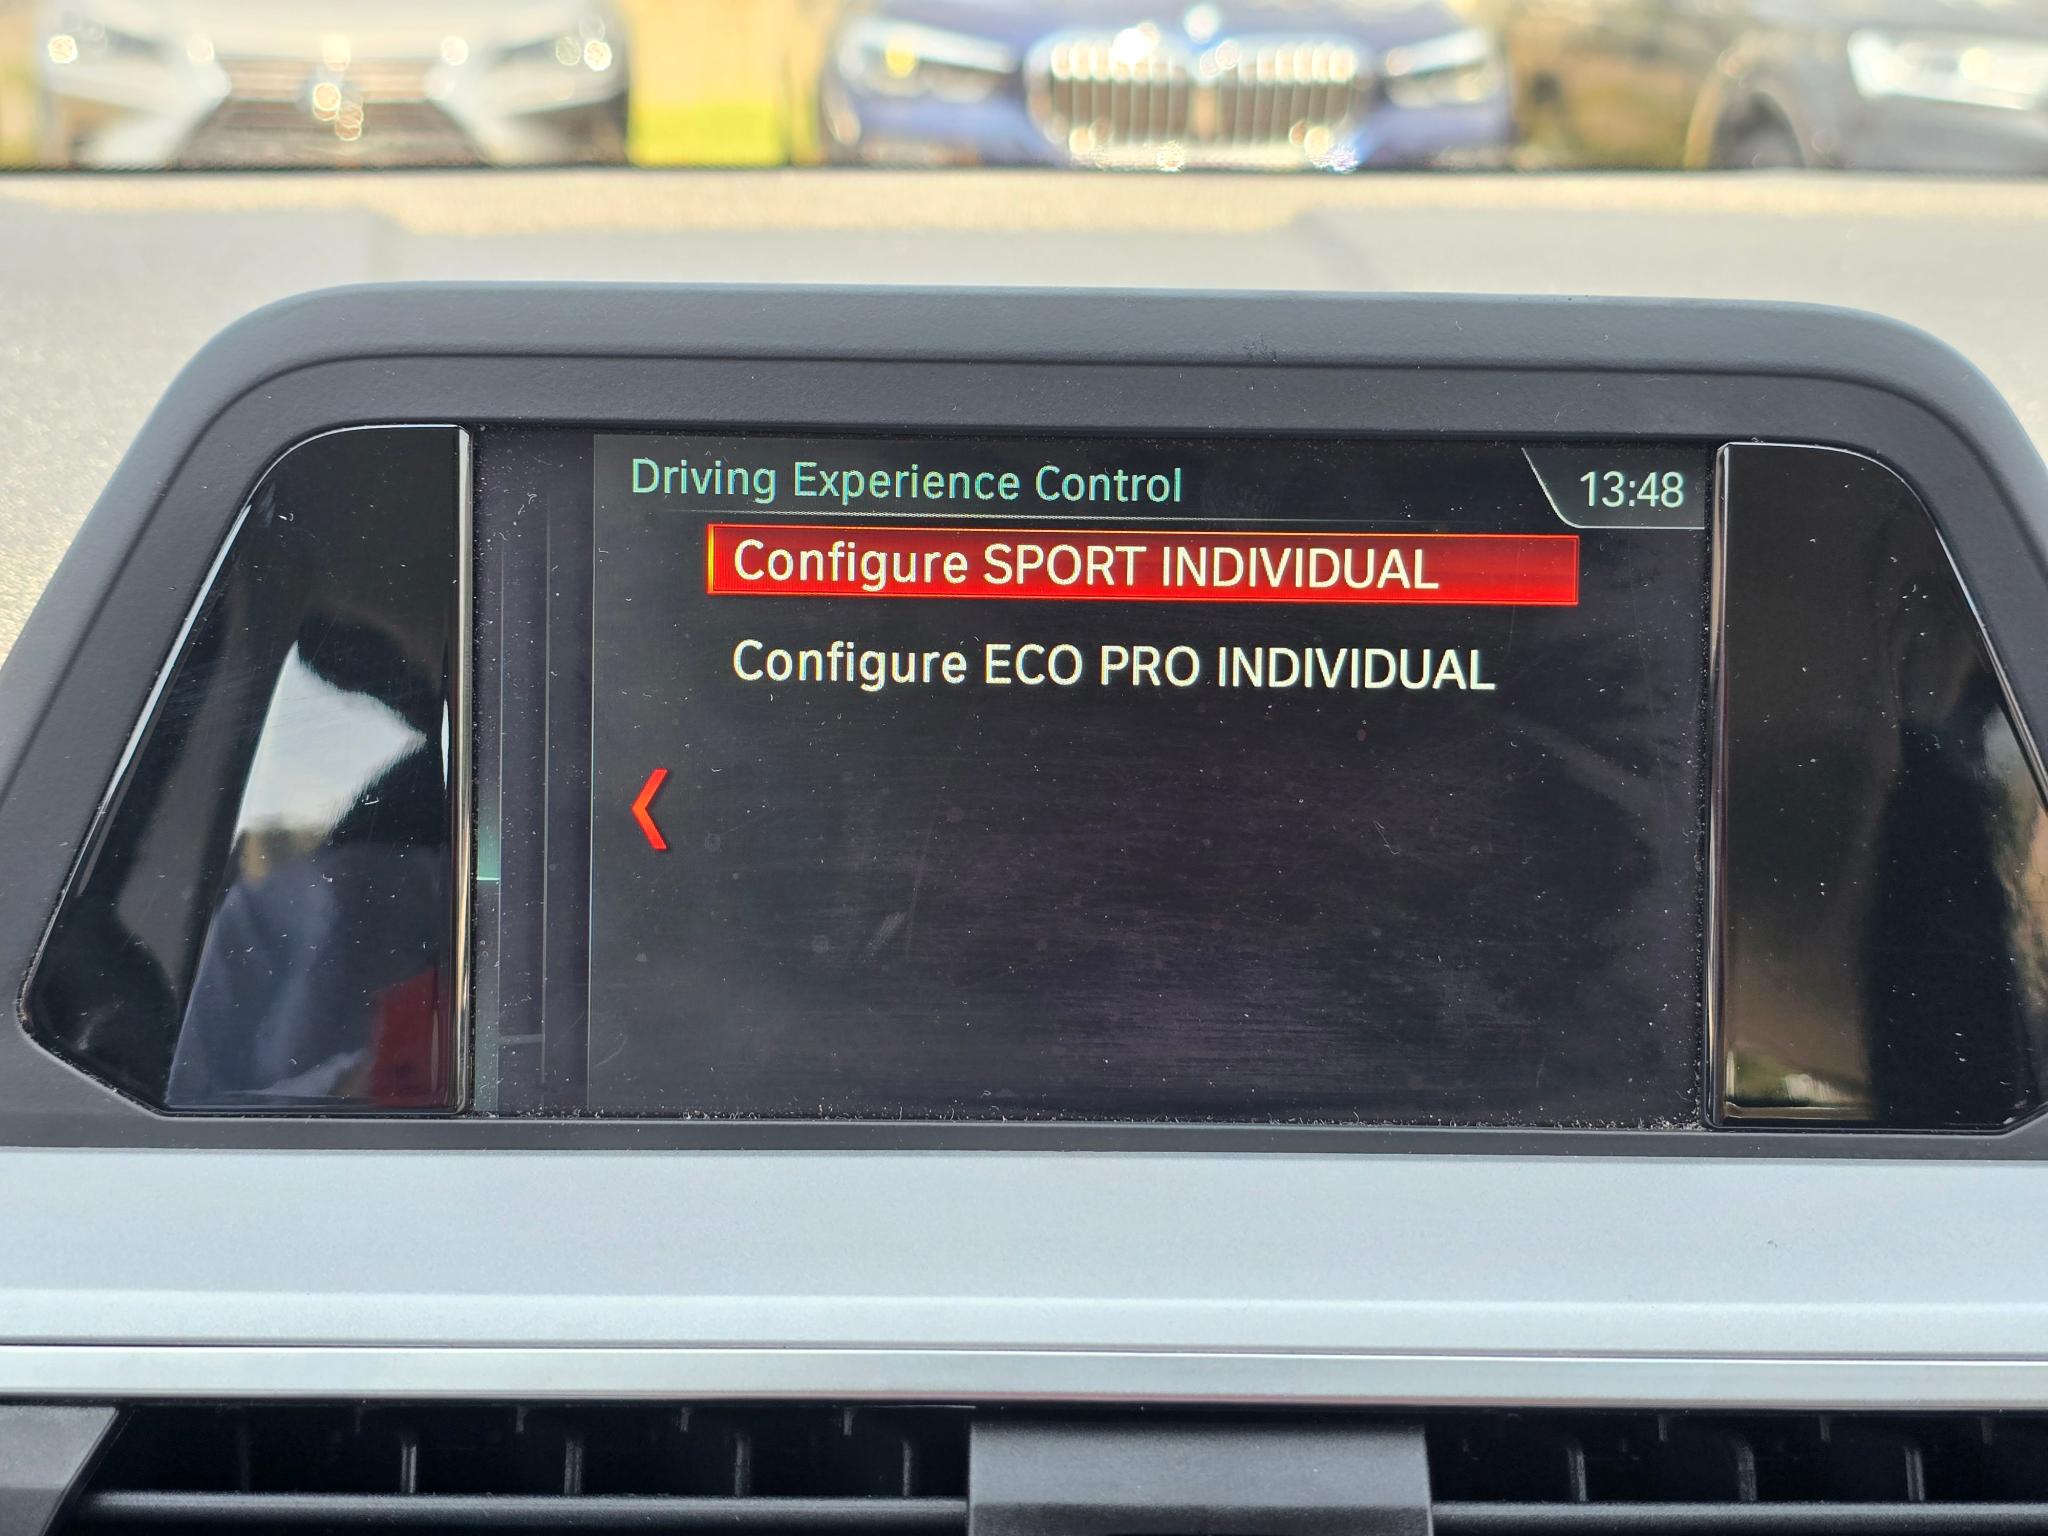 Driving Experience Control
13:48
Configure SPORT INDIVIDUAL
Configure ECO PRO INDIVIDUAL